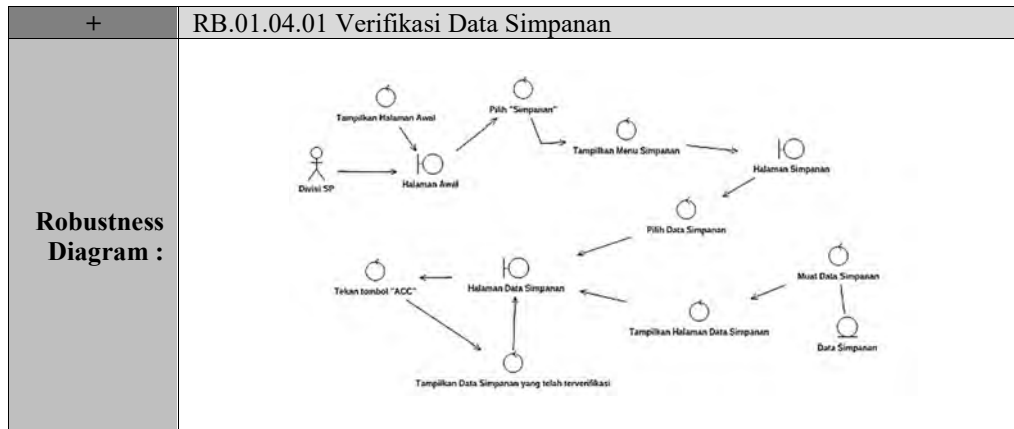 +
RB.01.04.01 Verifikasi Data Simpanan
Robustness
Diagram :
Tampilkan Halaman Awal
Pilih "Simpanan"
Tampilkan Menu Simpanan
Halaman Simpanan
Divisi SP
Halaman Awal
Pilih Data Simpanan
Muat Data Simpanan
Tekan tombol "ACC"
Halaman Data Simpanan
Tampilkan Halaman Data Simpanan
Data Simpanan
Tampilkan Data Simpanan yang telah terverifikasi